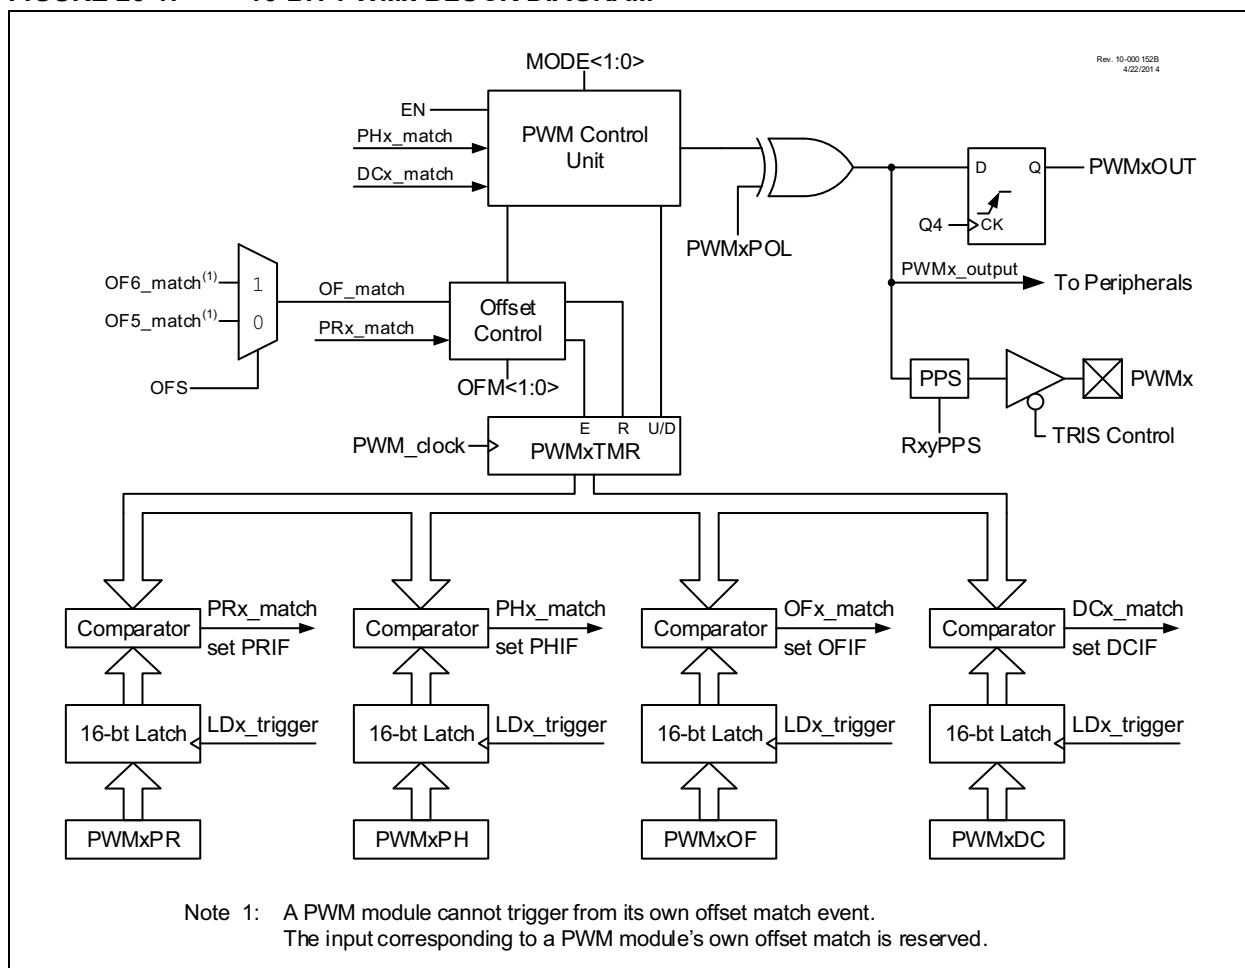 Rev. 10-000 152B
4/22/201 4
MODE<1:0>
EN
PHx_match
DCx_match
PWM Control
Unit
PWMxPOL
D Q
PWMxOUT
Q4
CK
PWMx_output
To Peripherals
OF6_match(1)
1
OF5_match(1)
0
OFS
OF_match
PRx_match
Offset
Control
OFM<1:0>
PPS
PWMx
RxyPPS
TRIS Control
E R U/D
PWM_clock
PWMxTMR
Comparator
PRx_match
set PRIF
Comparator
PHx_match
set PHIF
Comparator
OFx_match
set OFIF
Comparator
DCx_match
set DCIF
16-bt Latch
LDx_trigger
16-bt Latch
LDx_trigger
16-bt Latch
LDx_trigger
16-bt Latch
LDx_trigger
PWMxPR
PWMxPH
PWMxOF
PWMxDC
Note 1: A PWM module cannot trigger from its own offset match event.
The input corresponding to a PWM module's own offset match is reserved.